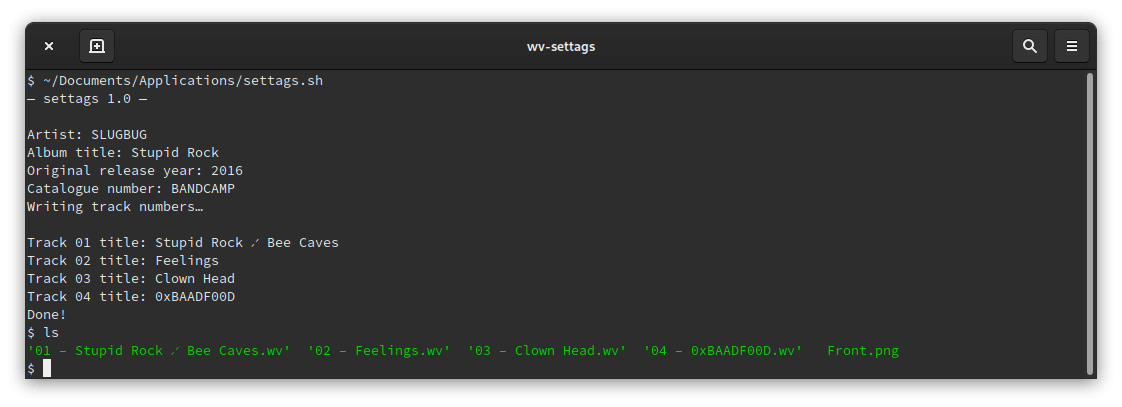 wv-settags
$ ~/Documents/Applications/settags.sh
— settags 1.0 —
Artist: SLUGBUG
Album title: Stupid Rock
Original release year: 2016
Catalogue number: BANDCAMP
Writing track numbers…
Track 01 title: Stupid Rock ⟋ Bee Caves
Track 02 title: Feelings
Track 03 title: Clown Head
Track 04 title: 0xBAADF00D
Done!
$ ls
'01 – Stupid Rock ⟋ Bee Caves.wv'  '02 – Feelings.wv'  '03 – Clown Head.wv'  '04 – 0xBAADF00D.wv'   Front.png
$